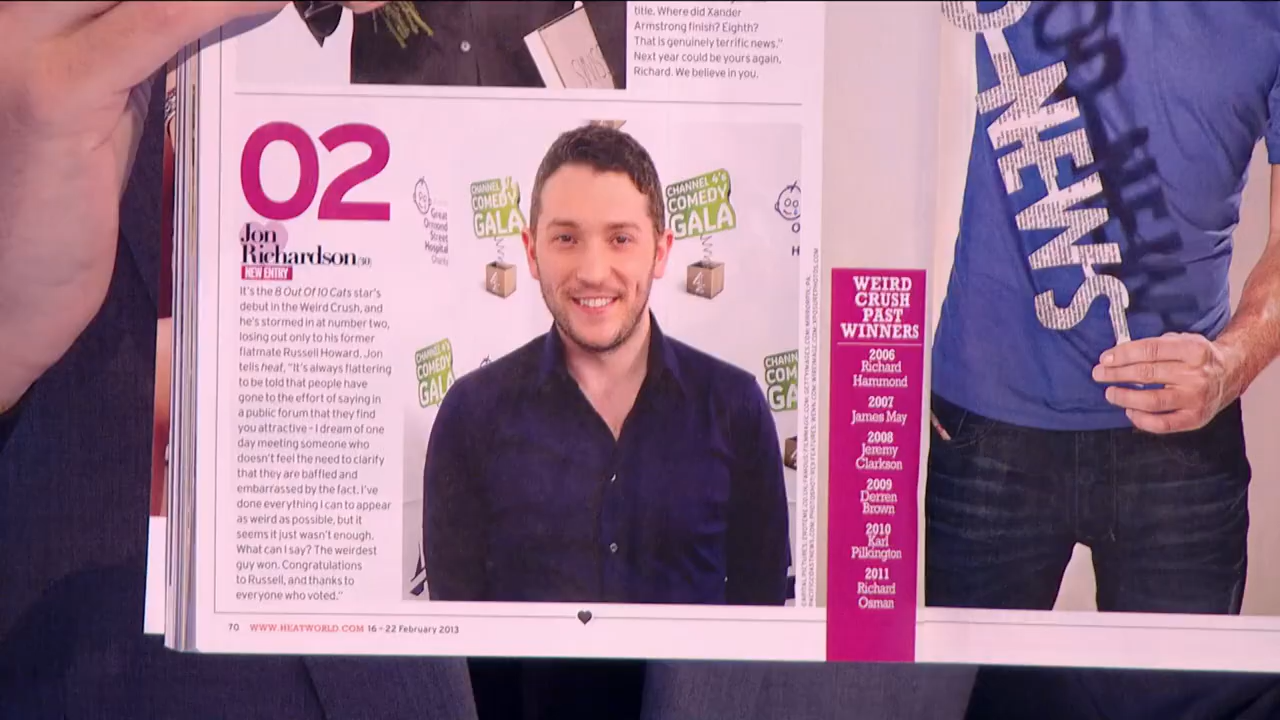 title. Where did Xander
Armstrong finish? Eighth?
That is genuinely terrific news."
Next year could be yours again,
Richard. We believe in you.
02
Jon
Richardson(30)
NEW ENTRY
It's the 8 Out Of 10 Cats star's
debut in the Weird Crush, and
he's stormed in at number two,
losing out only to his former
flatmate Russell Howard. Jon
tells heat, "It's always flattering
to be told that people have
gone to the effort of saying in
a public forum that they find
you attractive – I dream of one
day meeting someone who
doesn't feel the need to clarify
that they are baffled and
embarrassed by the fact. I've
done everything I can to appear
as weird as possible, but it
seems it just wasn't enough.
What can I say? The weirdest
guy won. Congratulations
to Russell, and thanks to
everyone who voted."
Great
Ormond
Street
Hospital
Charity
CHANNEL 4's
COMEDY
GALA
CHANNEL 4's
COMEDY
GALA
4
4
O
H
CHANNEL 4's
COMEDY
GALA
CHANN
COM
GA
NEWS
WEIRD
CRUSH
PAST
WINNERS
2006
Richard
Hammond
2007
James May
2008
Jeremy
Clarkson
2009
Derren
Brown
2010
Karl
Pilkington
2011
Richard
Osman
70 WWW.HEATWORLD.COM 16 – 22 February 2013